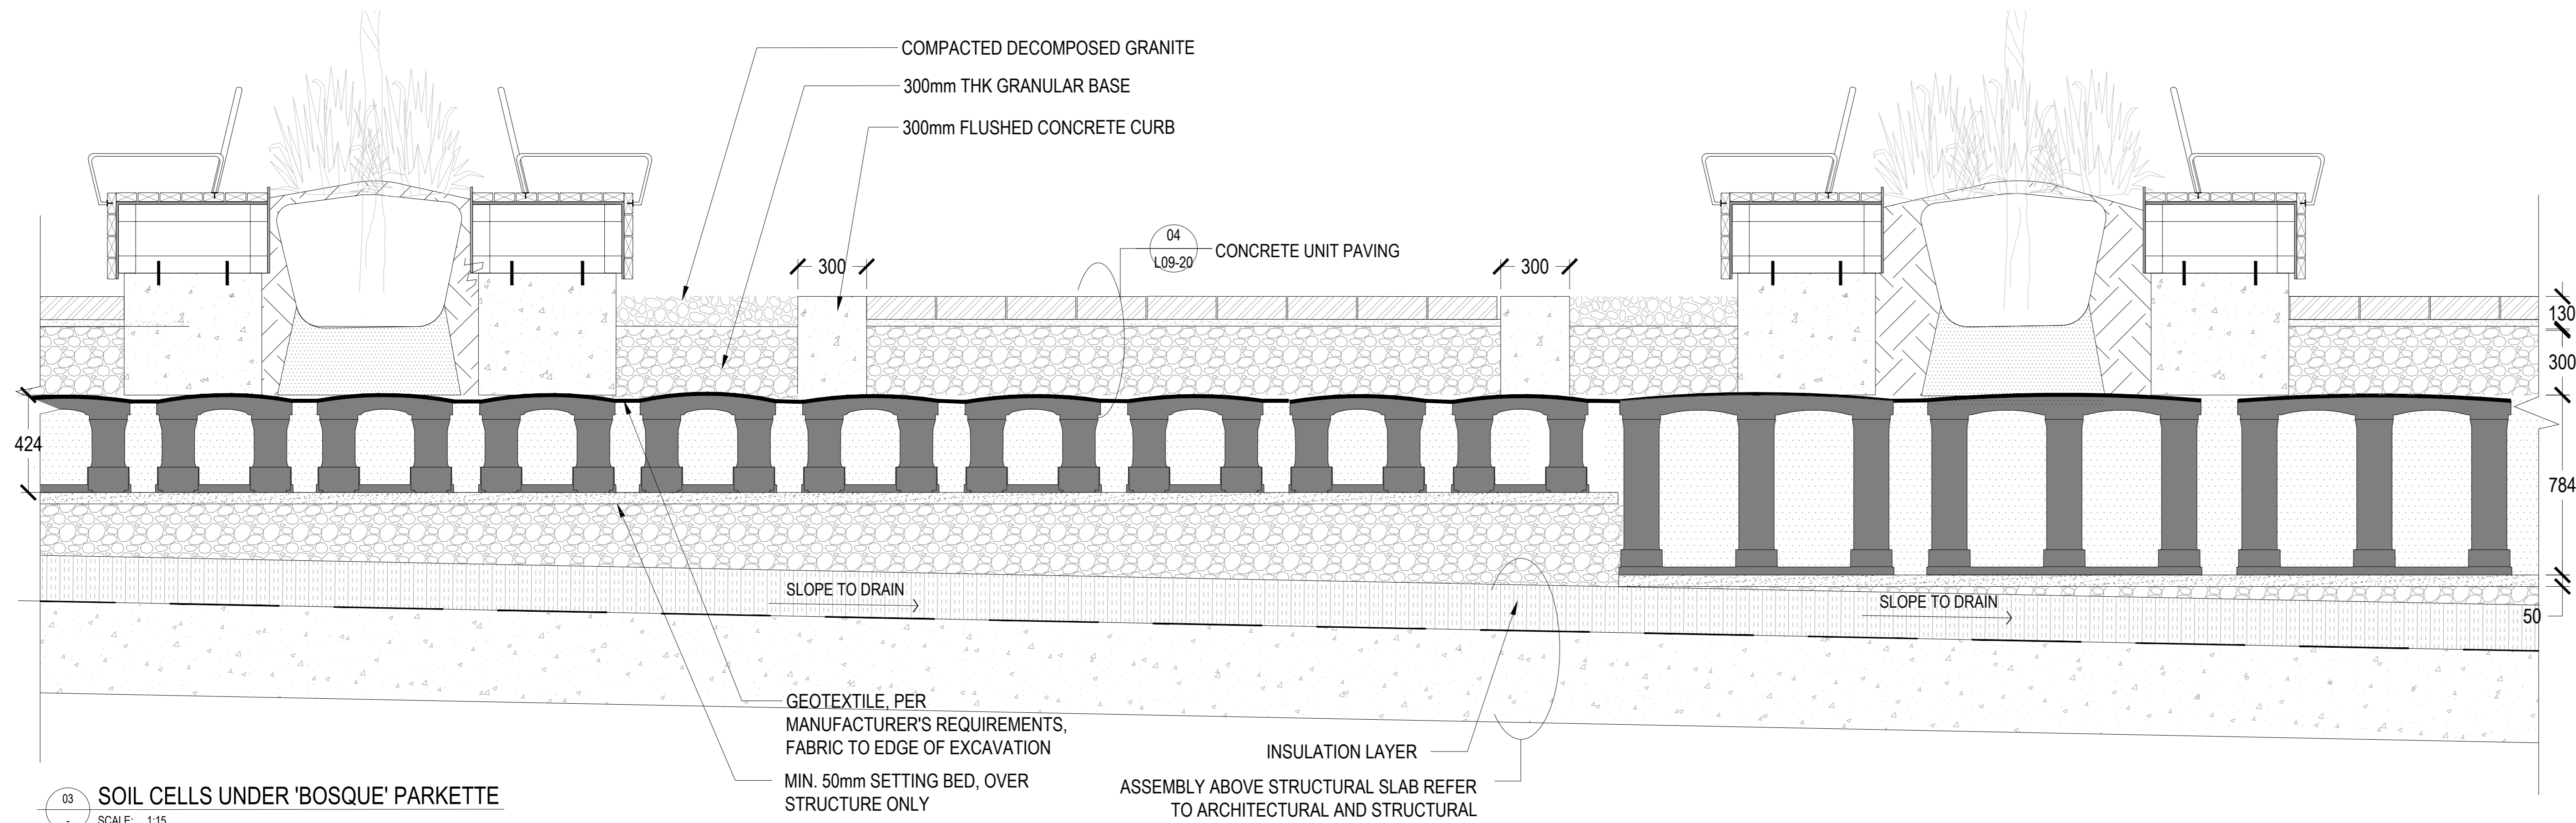 COMPACTED DECOMPOSED GRANITE
300mm THK GRANULAR BASE
300mm FLUSHED CONCRETE CURB
04
L09-20
CONCRETE UNIT PAVING
300
300
130
300
424
784
50
SLOPE TO DRAIN
SLOPE TO DRAIN
GEOTEXTILE, PER
MANUFACTURER'S REQUIREMENTS,
FABRIC TO EDGE OF EXCAVATION
MIN. 50mm SETTING BED, OVER
STRUCTURE ONLY
INSULATION LAYER
ASSEMBLY ABOVE STRUCTURAL SLAB REFER
TO ARCHITECTURAL AND STRUCTURAL
03
-
SOIL CELLS UNDER 'BOSQUE' PARKETTE
SCALE: 1:15